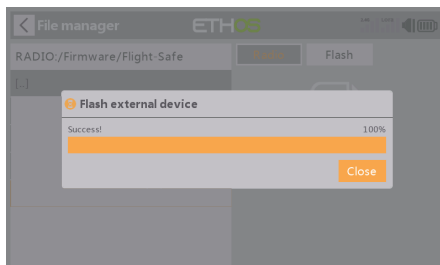 File manager
ETHOS
RADIO:/Firmware/Flight-Safe
Flash
[..]
Flash external device
Success!
100%
Close